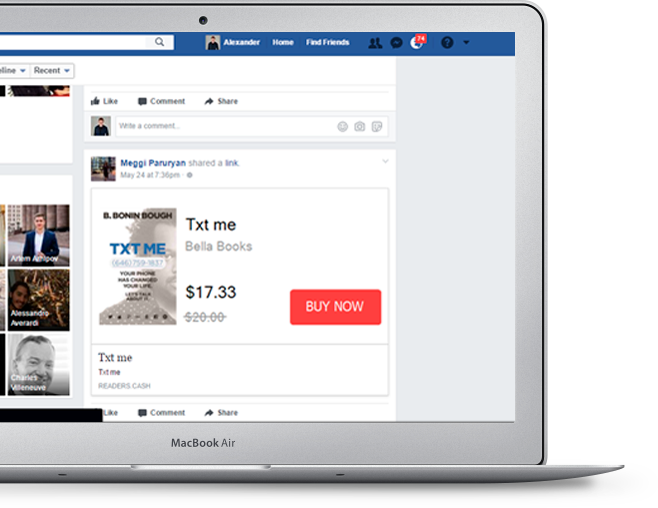 Alexander Home Find Friends 74
line Recent
Like Comment Share
Write a comment...
Meggi Paruryan shared a link.
May 24 at 7:36pm
Artem Arhipov
Alessandro
Averardi
Charles
Villeneuve
B. BONIN BOUGH
TXT ME
(646)759-1837
YOUR PHONE
HAS CHANGED
YOUR LIFE.
LET'S TALK
ABOUT IT.
Txt me
Bella Books
$17.33
$20.00
BUY NOW
Txt me
Txt me
READERS CASH
Like Comment Share
MacBook Air